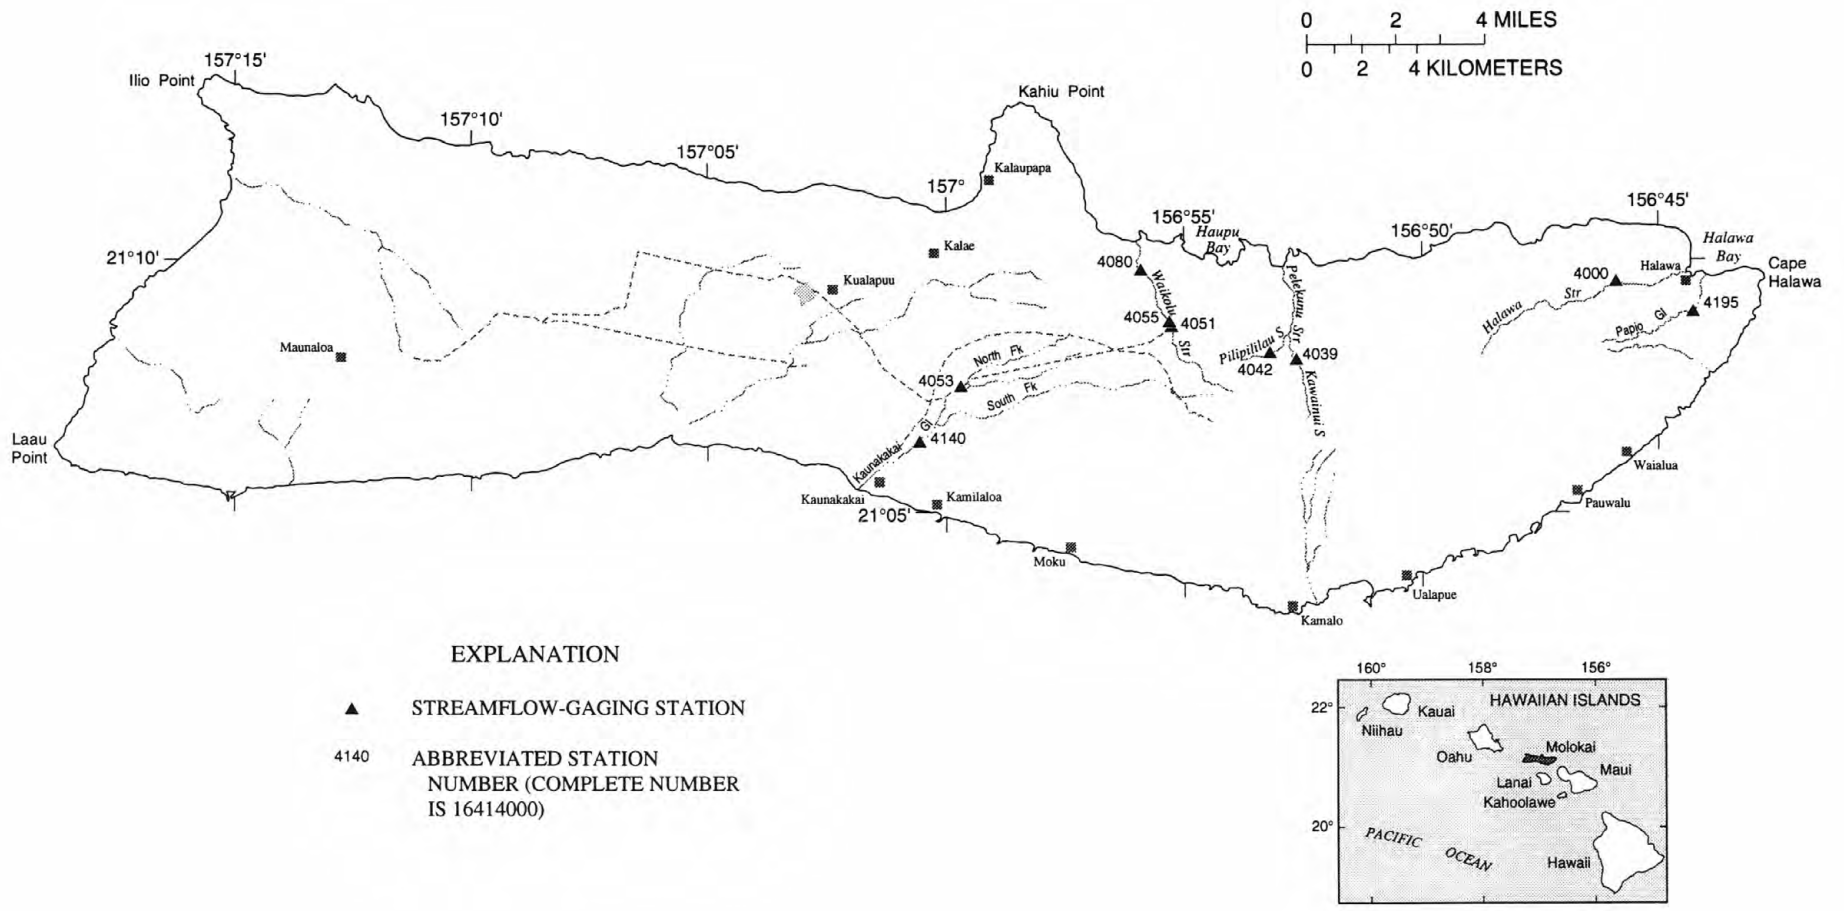 0 2 4 MILES
0 2 4 KILOMETERS
157°15'
Ilio Point
157°10'
157°05'
157°
Kahiu Point
Kalaupapa
156°55'
Haupu
Bay
156°50'
156°45'
Halawa
Bay
Cape
Halawa
21°10'
Kalae
Kualapuu
4080
Waikolu
Str
4055
4051
Pelekunu Str
Pilipililau S
4042
4039
Kawainui S
Halawa Str
4000
Halawa
4195
Papio Gl
Maunaloa
North Fk
4053
South Fk
Laau
Point
Kaunakakai Gl
4140
Kaunakakai
Kamilaloa
21°05'
Moku
Waialua
Pauwalu
Ualapue
Kamalo
EXPLANATION
STREAMFLOW-GAGING STATION
4140 ABBREVIATED STATION
NUMBER (COMPLETE NUMBER
IS 16414000)
160° 158° 156°
HAWAIIAN ISLANDS
22°
Kauai
Niihau
Oahu
Molokai
Lanai
Maui
Kahoolawe
20°
PACIFIC OCEAN
Hawaii